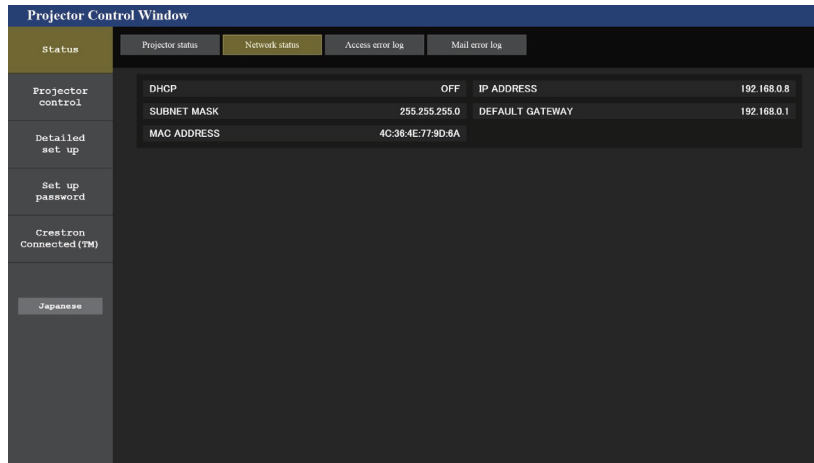 Projector Control Window
Status
Projector status
Network status
Access error log
Mail error log
Projector
control
Detailed
set up
Set up
password
Crestron
Connected(TM)
Japanese
DHCP OFF IP ADDRESS 192.168.0.8
SUBNET MASK 255.255.255.0 DEFAULT GATEWAY 192.168.0.1
MAC ADDRESS 4C:36:4E:77:9D:6A